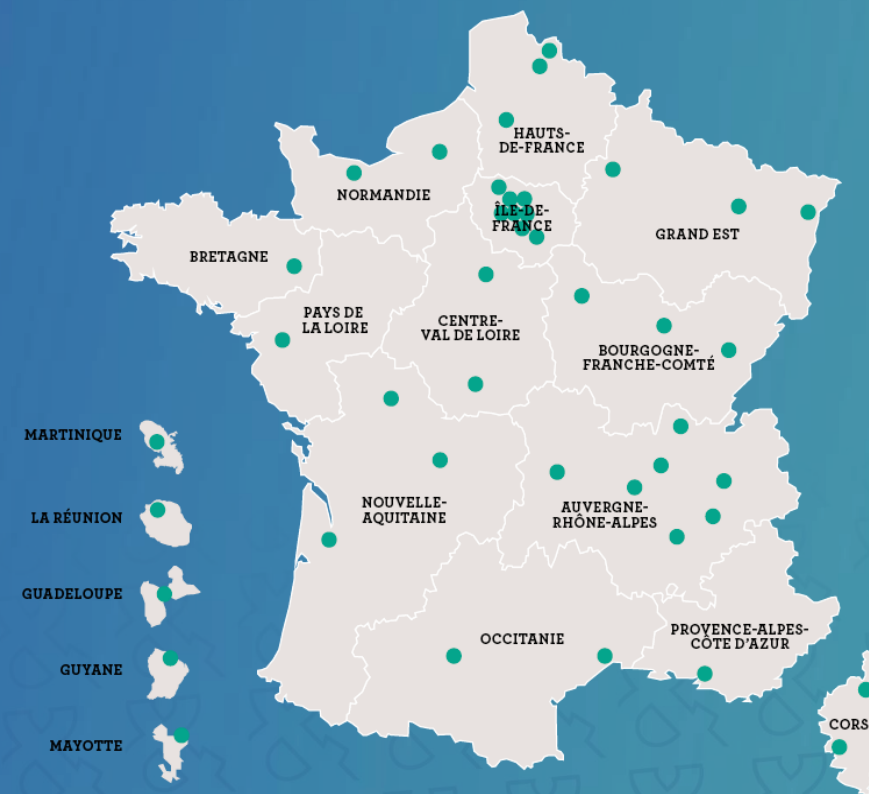 HAUTS-
DE-FRANCE
NORMANDIE
ÎLE-DE-
FRANCE
GRAND EST
BRETAGNE
PAYS DE
LA LOIRE
CENTRE-
VAL DE LOIRE
BOURGOGNE-
FRANCHE-COMTÉ
MARTINIQUE
LA RÉUNION
GUADELOUPE
GUYANE
MAYOTTE
NOUVELLE-
AQUITAINE
AUVERGNE-
RHÔNE-ALPES
OCCITANIE
PROVENCE-ALPES-
CÔTE D'AZUR
CORS